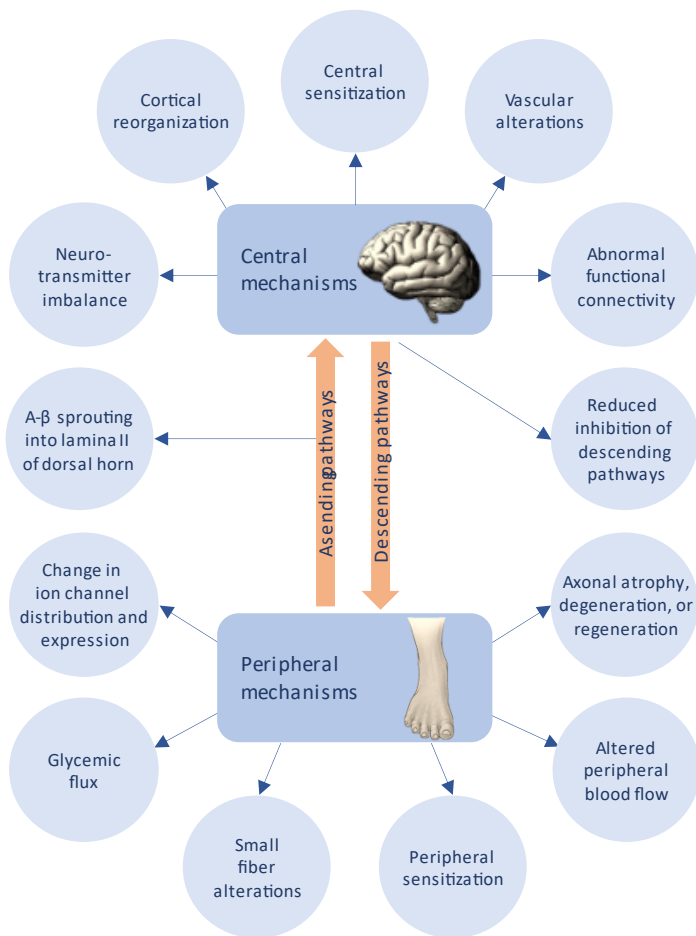 Central
sensitization
Cortical
reorganization
Vascular
alterations
Neuro-
transmitter
imbalance
Central
mechanisms
Abnormal
functional
connectivity
A-β sprouting
into lamina II
of dorsal horn
Asending pathways
Descending pathways
Reduced
inhibition of
descending
pathways
Change in
ion channel
distribution and
expression
Peripheral
mechanisms
Axonal atrophy,
degeneration, or
regeneration
Glycemic
flux
Altered
peripheral
blood flow
Small
fiber
alterations
Peripheral
sensitization